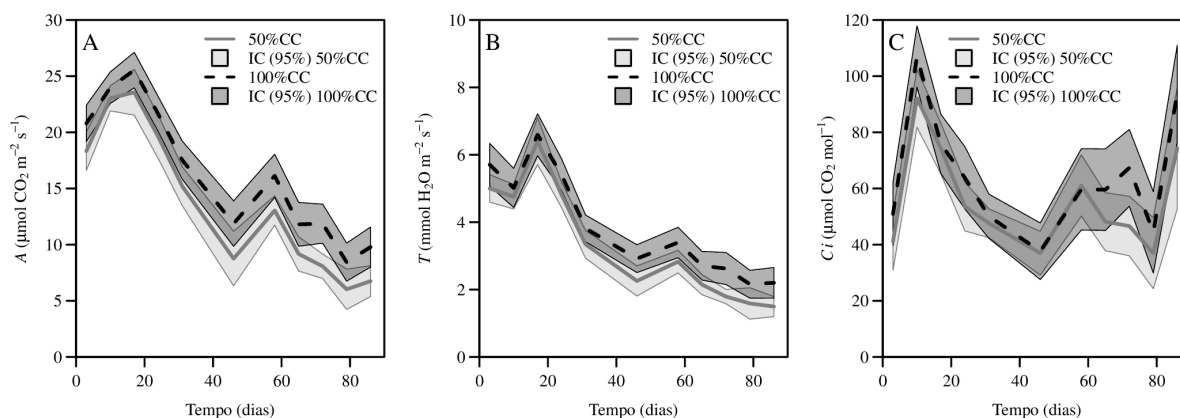 A
50%CC
IC (95%) 50%CC
100%CC
IC (95%) 100%CC
30
25
20
15
10
5
0
A (µmol CO₂ m⁻² s⁻¹)
0 20 40 60 80
Tempo (dias)
B
50%CC
IC (95%) 50%CC
100%CC
IC (95%) 100%CC
10
8
6
4
2
0
T (mmol H₂O m⁻² s⁻¹)
0 20 40 60 80
Tempo (dias)
C
50%CC
IC (95%) 50%CC
100%CC
IC (95%) 100%CC
120
100
80
60
40
20
0
Ci (µmol CO₂ mol⁻¹)
0 20 40 60 80
Tempo (dias)